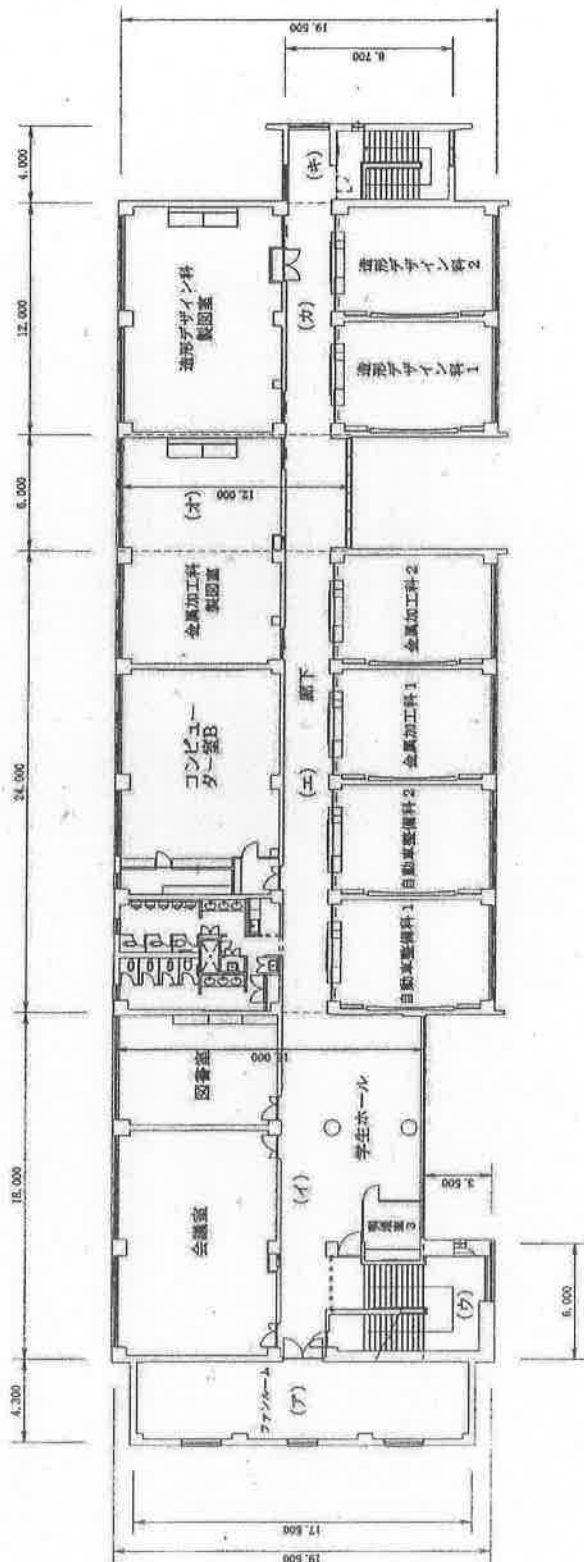 19.500
8.700
4.000
12.000
6.000
24.000
18.000
4.300
(キ)
造形デザイン科
製図室
(カ)
造形デザイン科 2
造形デザイン科 1
(オ)
12.000
金属加工科
製図室
金属加工科 2
廊下
コンピュー
ター室B
(エ)
金属加工科 1
自動車整備科 2
自動車整備科 1
図書室
学生ホール
(イ)
会議室
3.500
(ウ)
6.000
ファンルーム
(ア)
17.500
19.500